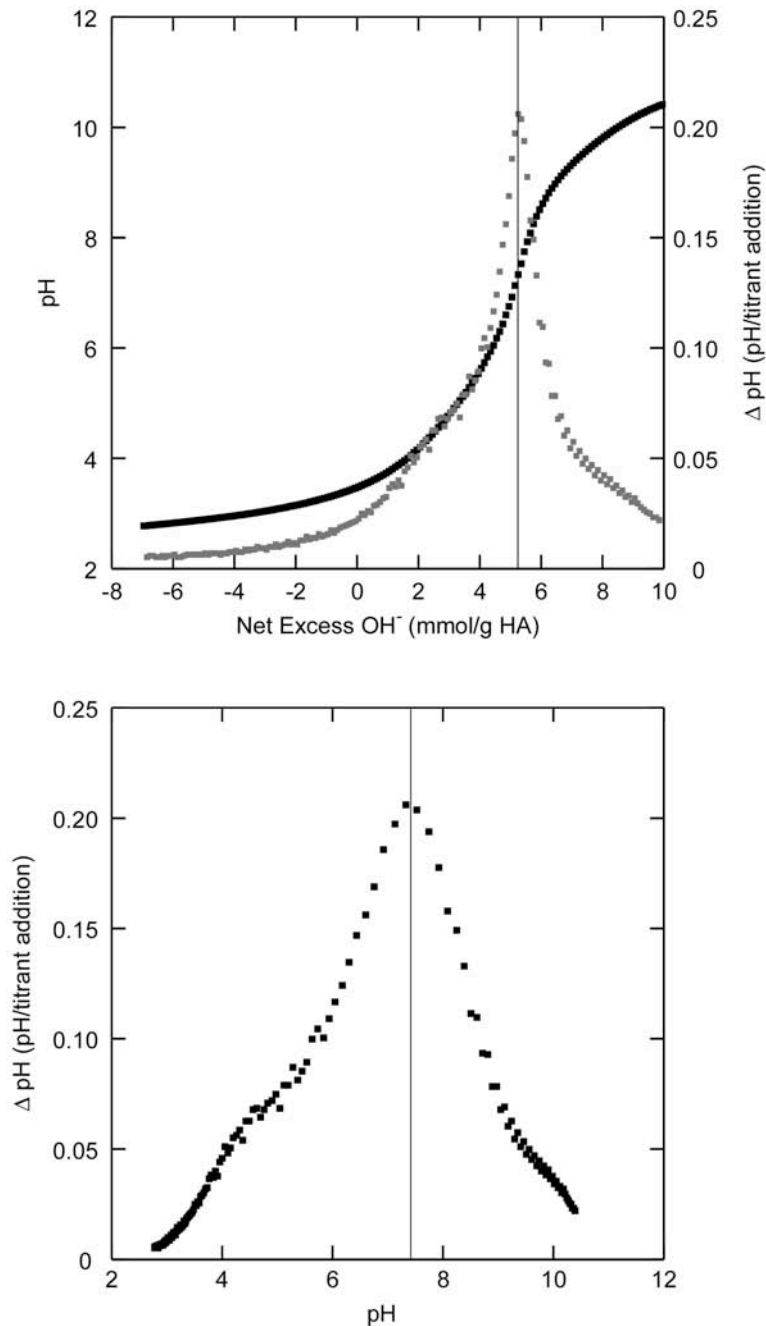 12
10
8
6
4
2
pH
0.25
0.20
0.15
0.10
0.05
0
Δ pH (pH/titrant addition)
-8 -6 -4 -2 0 2 4 6 8 10
Net Excess OH⁻ (mmol/g HA)
0.25
0.20
0.15
0.10
0.05
0
Δ pH (pH/titrant addition)
2 4 6 8 10 12
pH